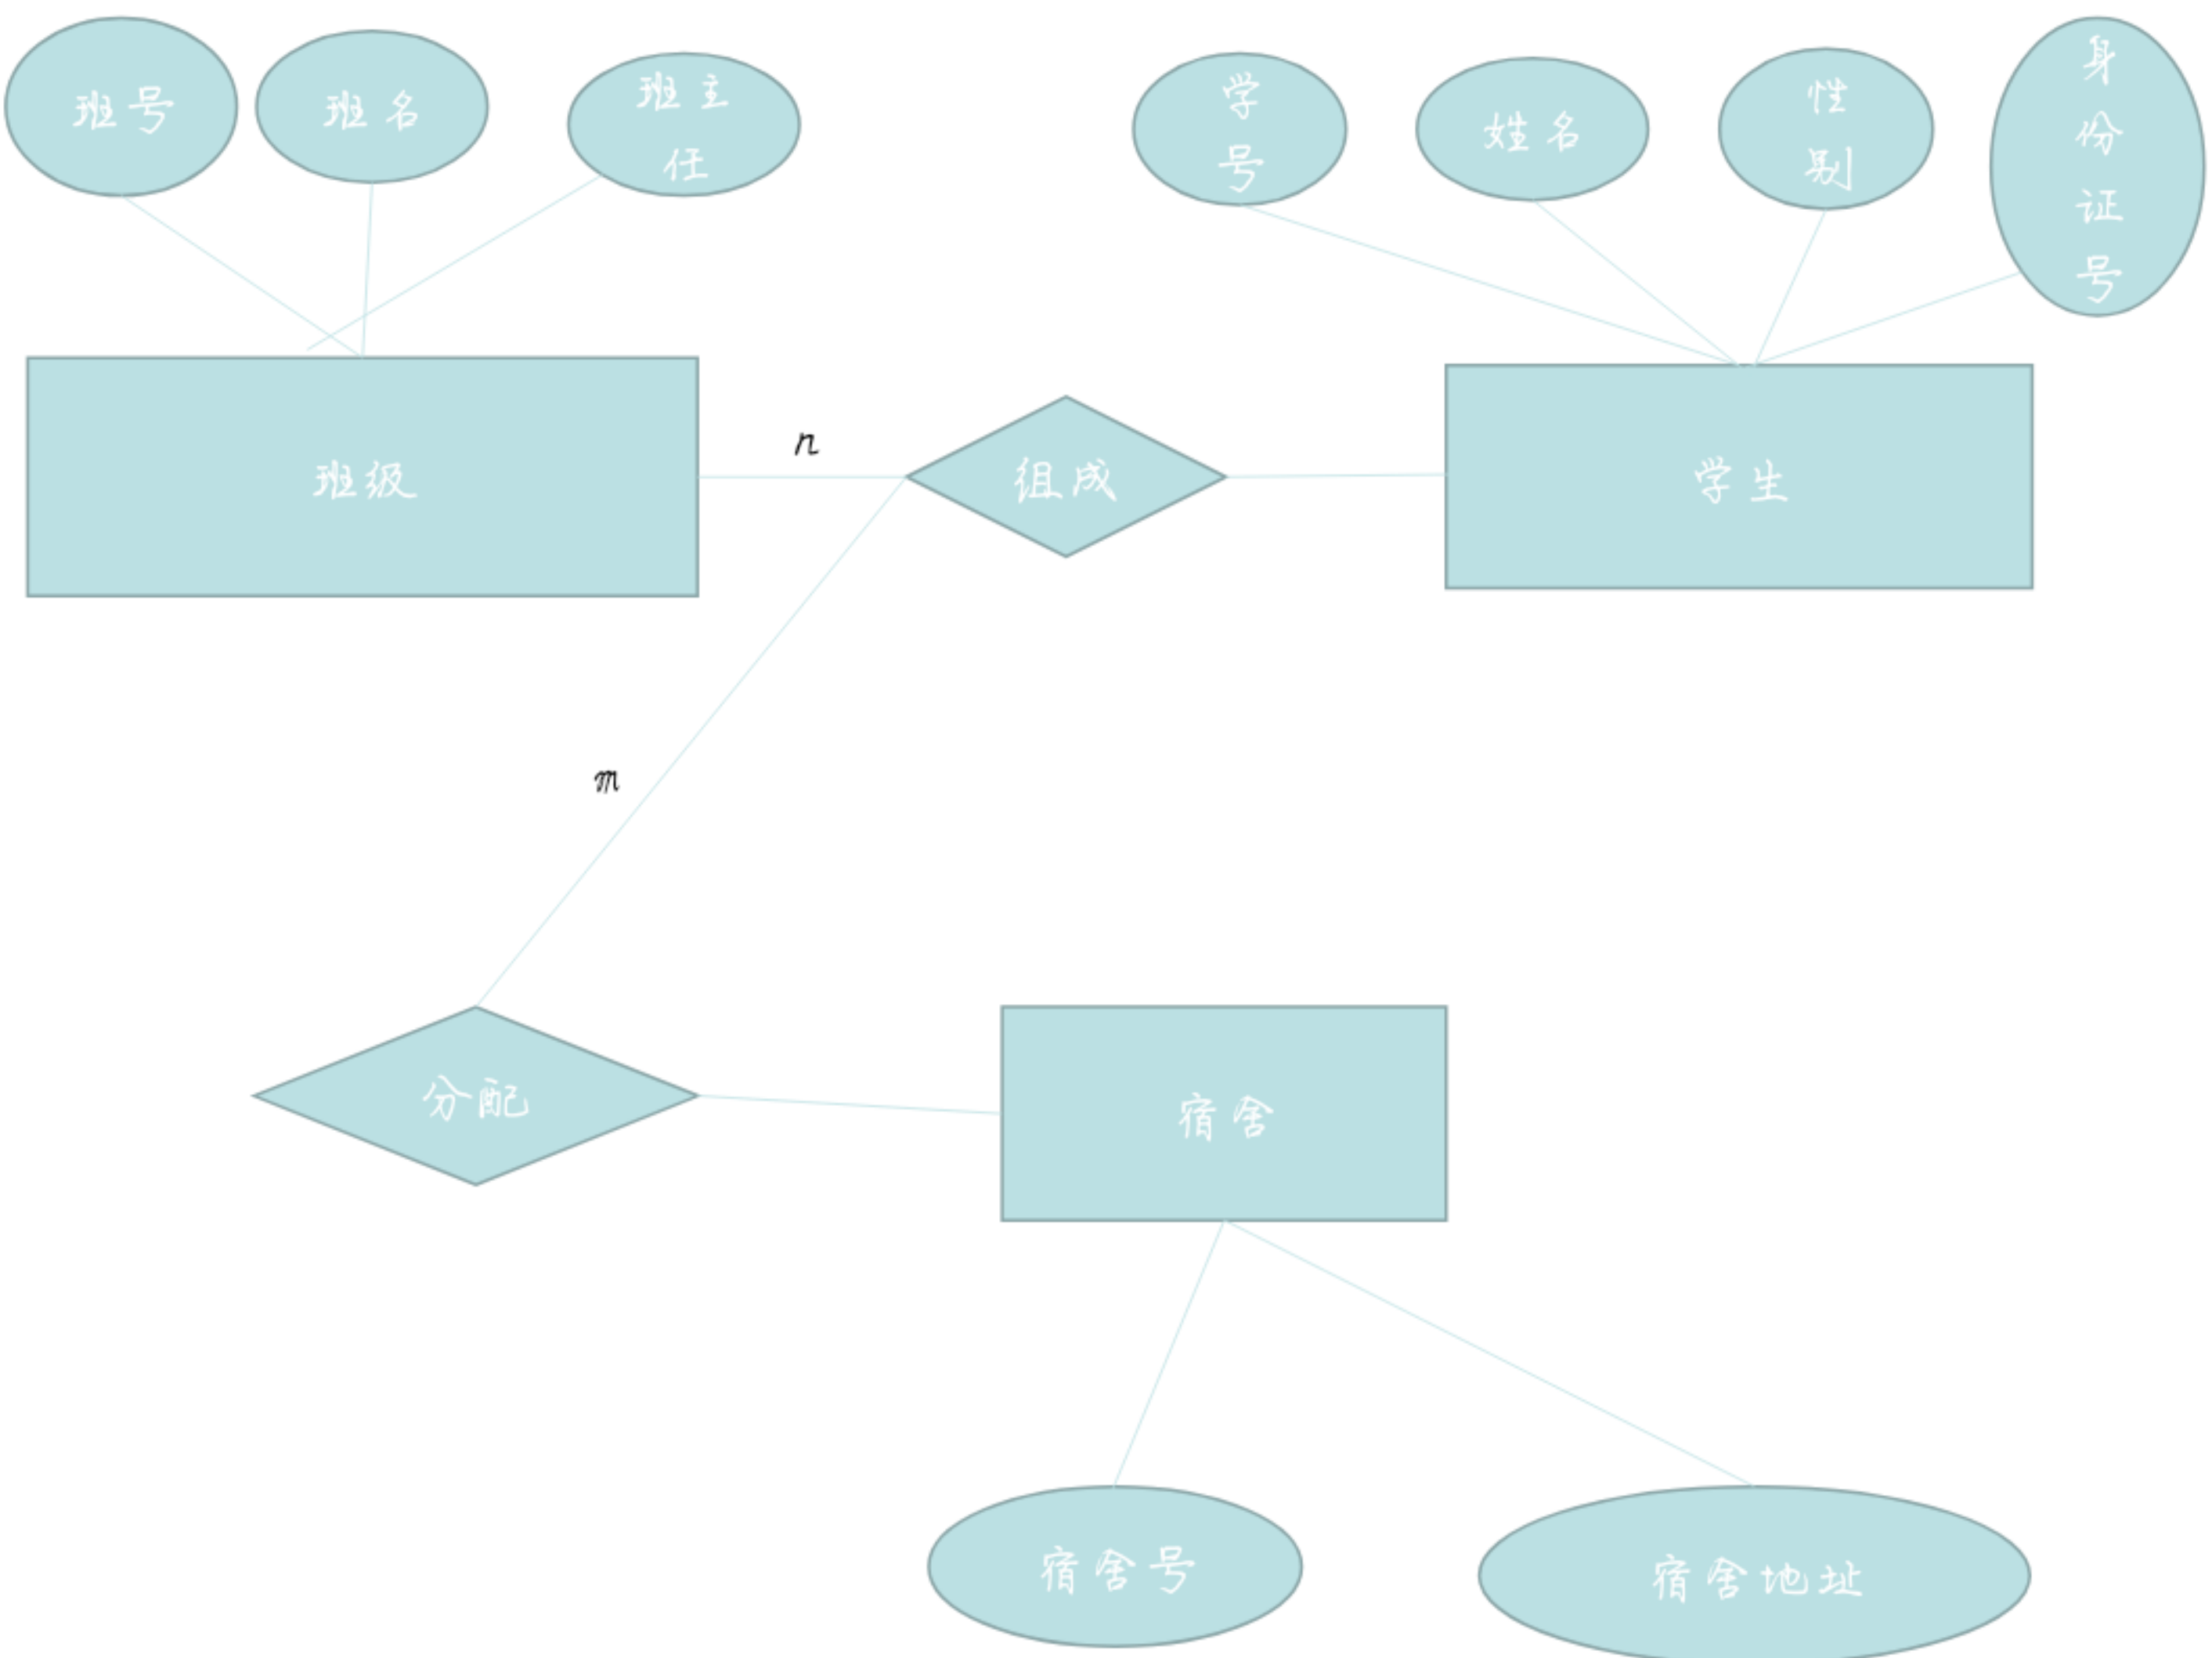 班号
班名
班主
任
学
号
姓名
性
别
身
份
证
号
班级
n
组成
学生
m
分配
宿舍
宿舍号
宿舍地址